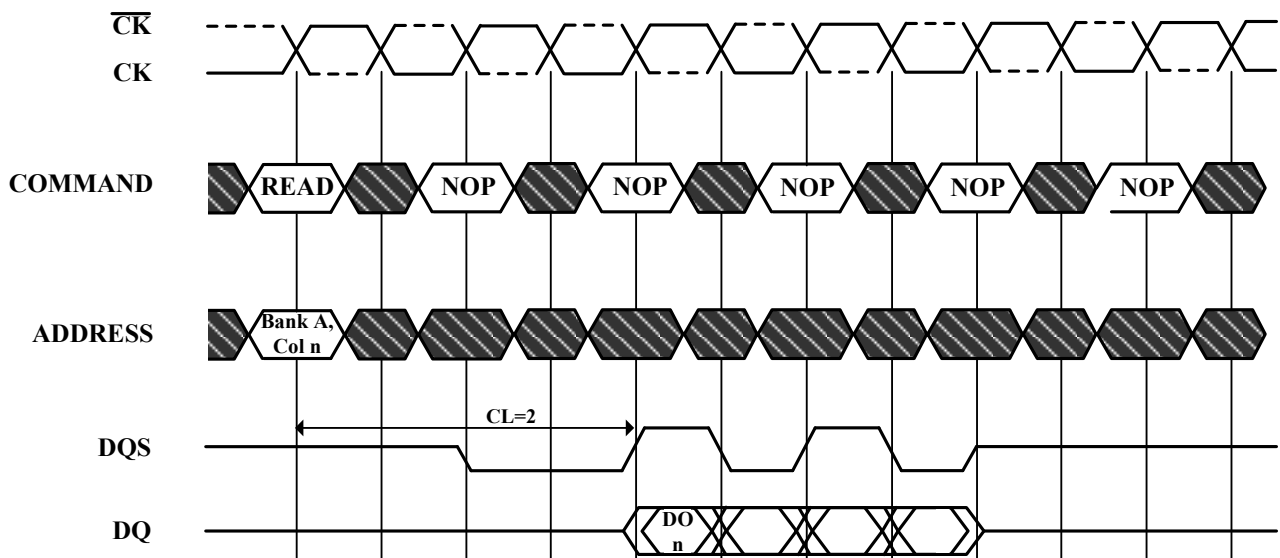 CK
CK
COMMAND READ NOP NOP NOP NOP NOP
ADDRESS Bank A,
Col n
CL=2
DQS
DQ DO
n